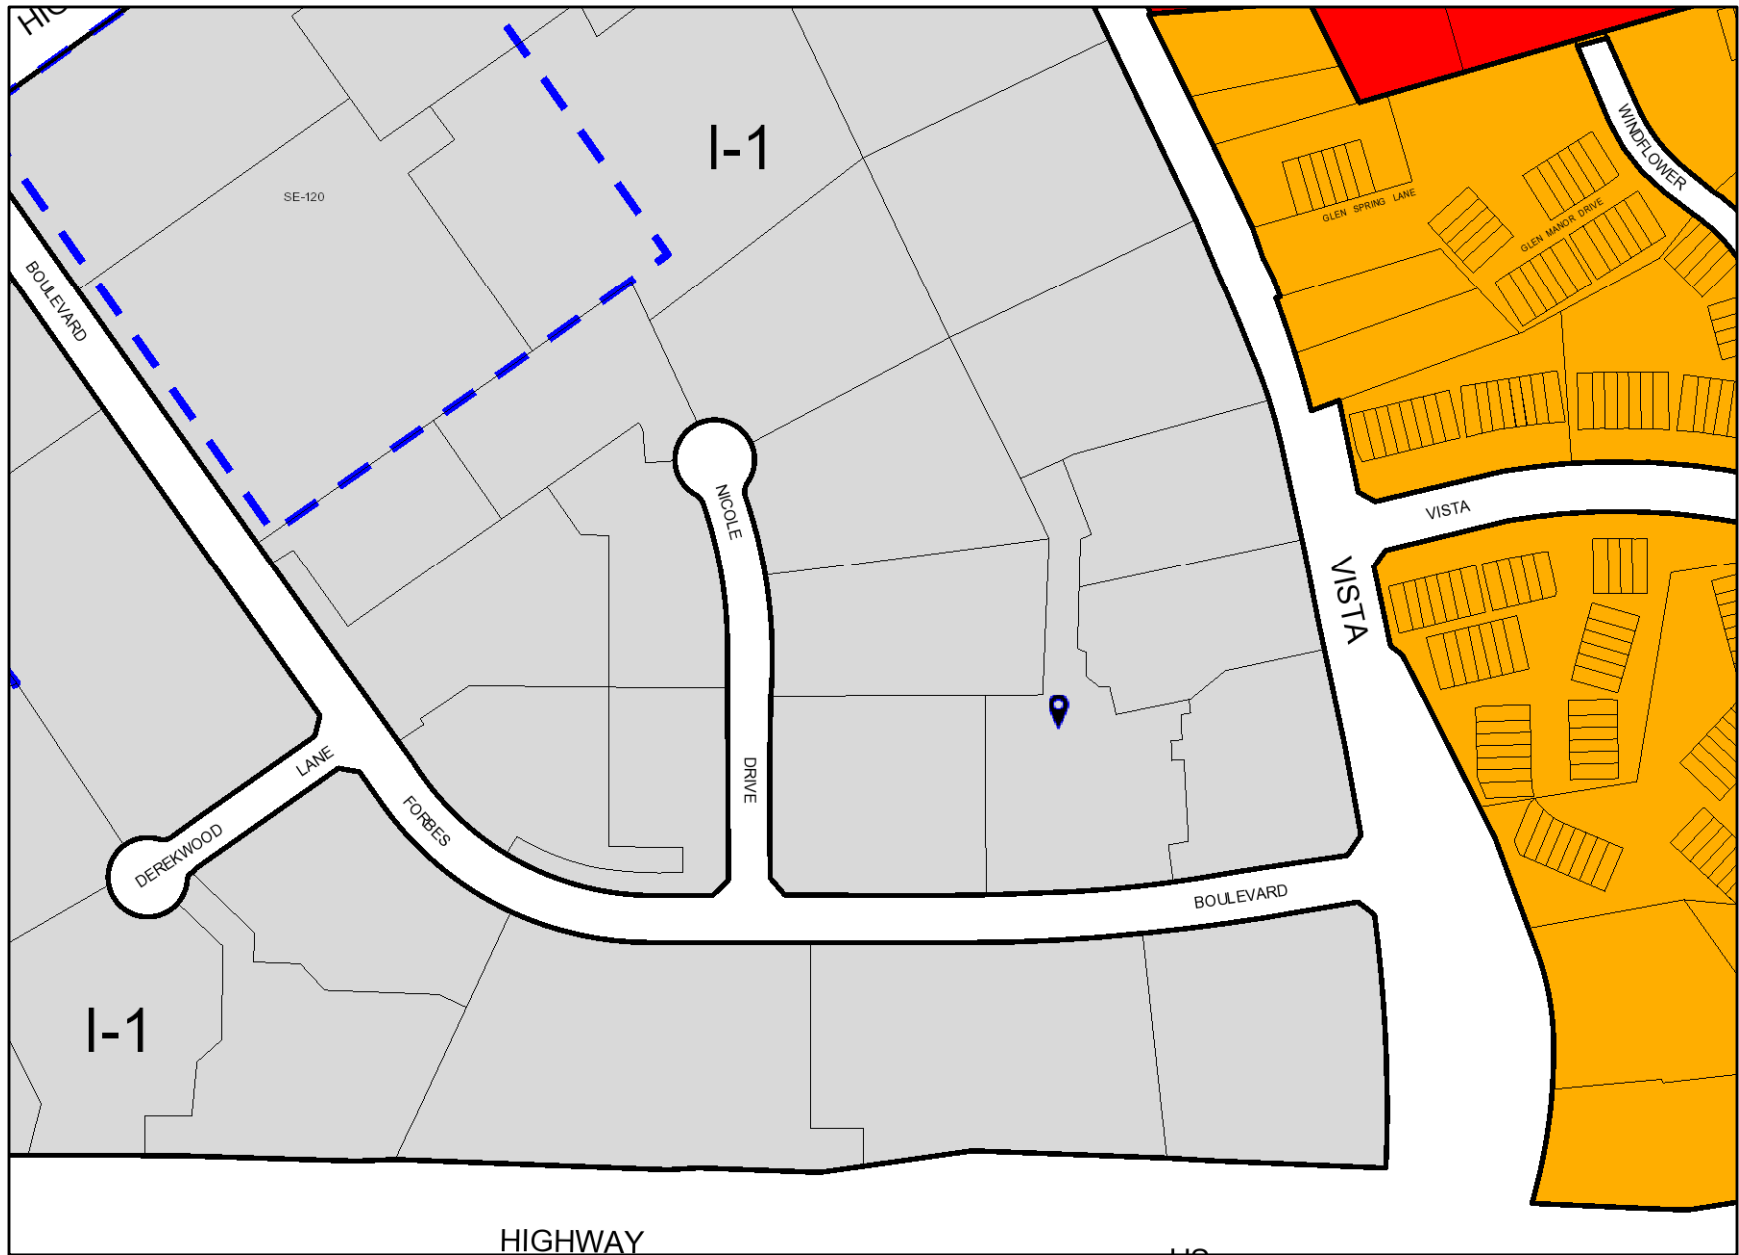 I-1
SE-120
WINDFLOWER
GLEN SPRING LANE
GLEN MANOR DRIVE
BOULEVARD
NICOLE
VISTA
VISTA
LANE
DRIVE
FORBES
DEREKWOOD
BOULEVARD
I-1
HIGHWAY